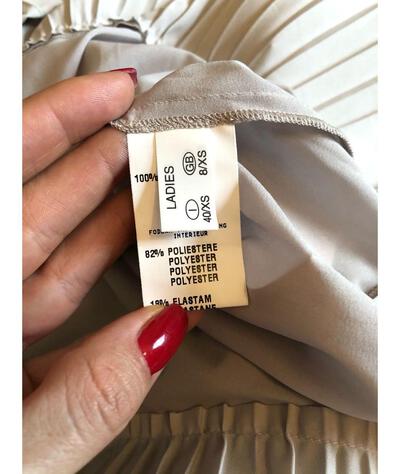 LADIES
GB
8/XS
I
40/XS
100%
INTERIEUR
82% POLIESTERE
POLYESTER
POLYESTER
POLYESTER
18% ELASTAM